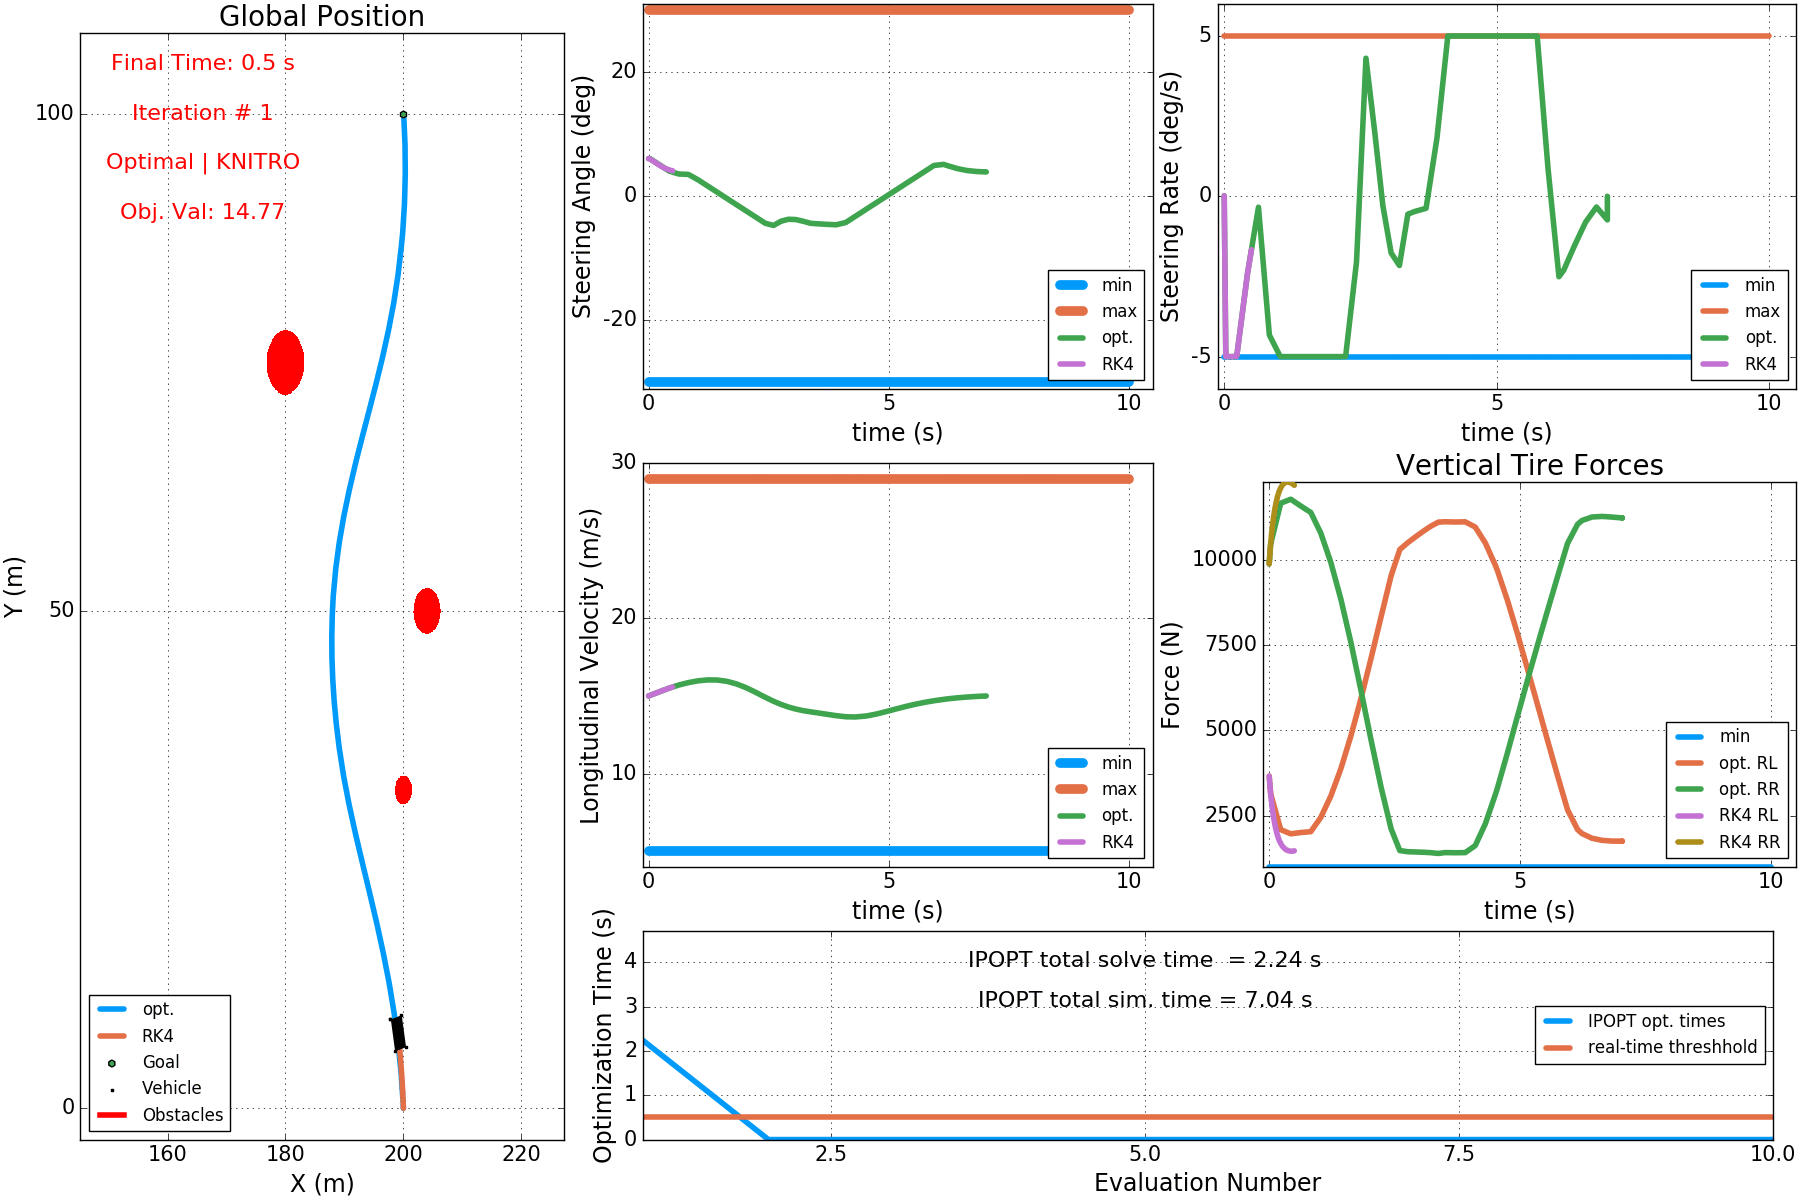 Global Position
Final Time: 0.5 s
Iteration # 1
Optimal | KNITRO
Obj. Val: 14.77
100
50
0
Y (m)
160
180
200
220
X (m)
opt.
RK4
Goal
Vehicle
Obstacles
Steering Angle (deg)
20
0
-20
0
5
10
time (s)
min
max
opt.
RK4
Steering Rate (deg/s)
5
0
-5
0
5
10
time (s)
min
max
opt.
RK4
Longitudinal Velocity (m/s)
30
20
10
0
5
10
time (s)
min
max
opt.
RK4
Vertical Tire Forces
Force (N)
10000
7500
5000
2500
0
5
10
time (s)
min
opt. RL
opt. RR
RK4 RL
RK4 RR
Optimization Time (s)
4
3
2
1
0
IPOPT total solve time  = 2.24 s
IPOPT total sim. time = 7.04 s
IPOPT opt. times
real-time threshhold
2.5
5.0
7.5
10.0
Evaluation Number